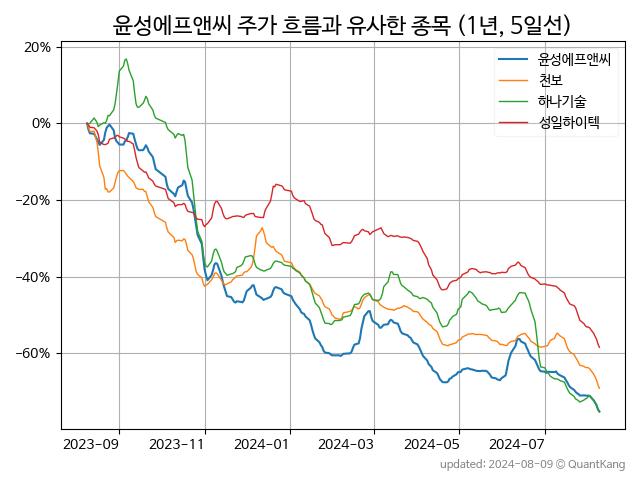 윤성에프앤씨 주가 흐름과 유사한 종목 (1년, 5일선)
20%
0%
−20%
−40%
−60%
윤성에프앤씨
천보
하나기술
성일하이텍
2023-09 2023-11 2024-01 2024-03 2024-05 2024-07
updated: 2024-08-09 © QuantKang